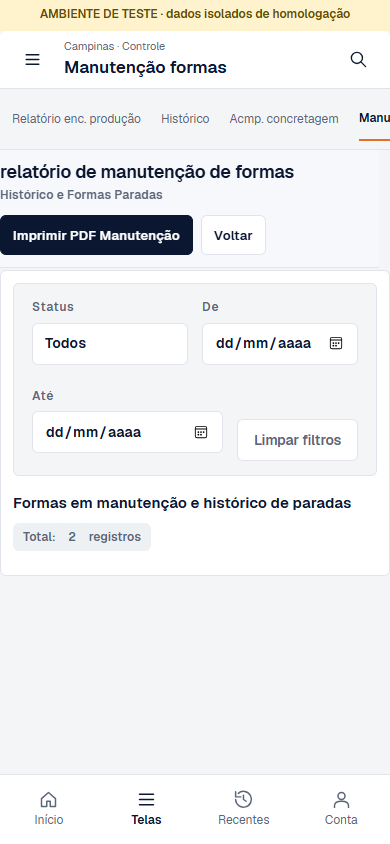 AMBIENTE DE TESTE · dados isolados de homologação
Campinas · Controle
Manutenção formas
Relatório enc. produção Histórico Acmp. concretagem Manu
relatório de manutenção de formas
Histórico e Formas Paradas
Imprimir PDF Manutenção Voltar
Status De
Todos dd/mm/aaaa
Até
dd/mm/aaaa Limpar filtros
Formas em manutenção e histórico de paradas
Total: 2 registros
Início Telas Recentes Conta